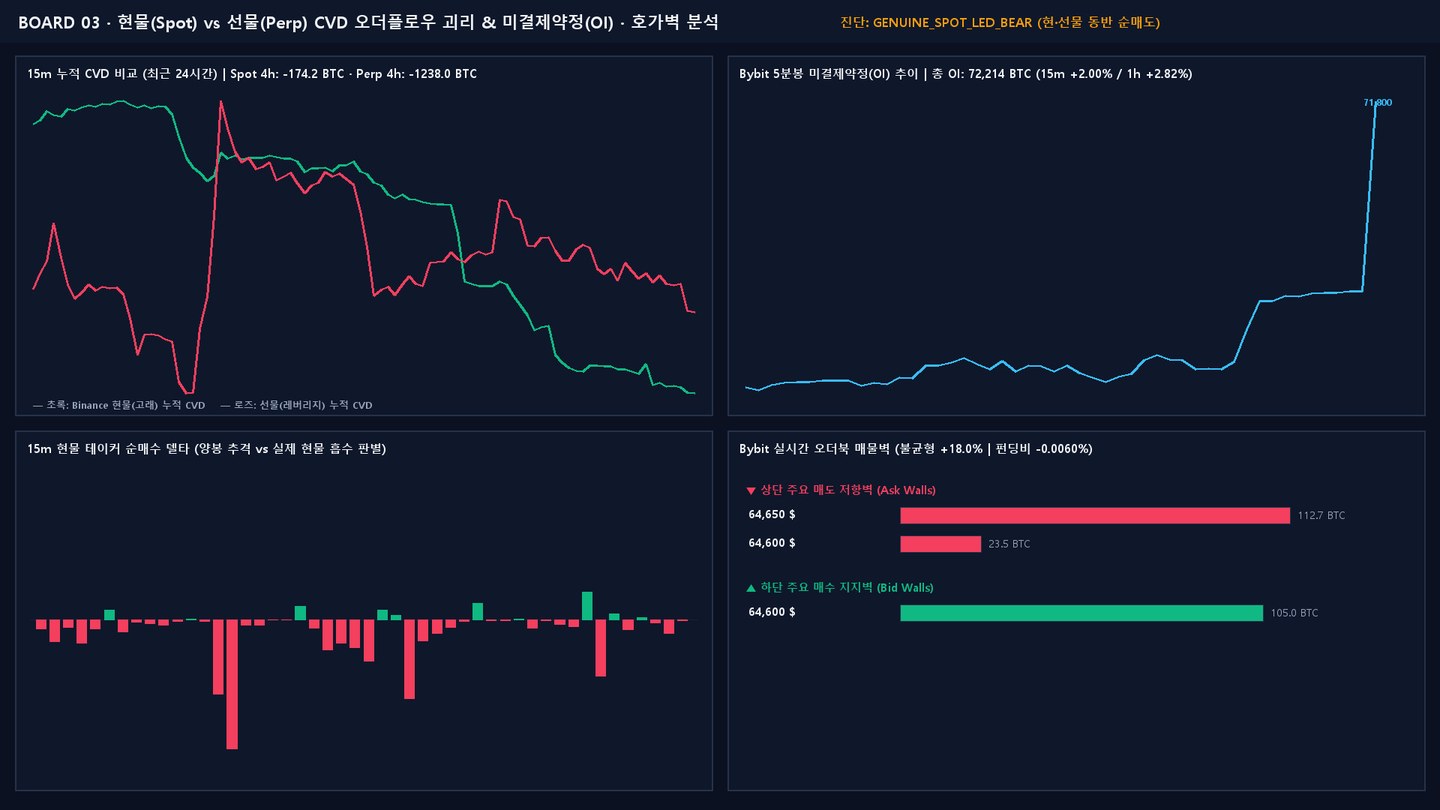 BOARD 03 · 현물(Spot) vs 선물(Perp) CVD 오더플로우 괴리 & 미결제약정(OI) · 호가벽 분석
진단: GENUINE_SPOT_LED_BEAR (현·선물 동반 순매도)
15m 누적 CVD 비교 (최근 24시간) | Spot 4h: -174.2 BTC · Perp 4h: -1238.0 BTC
— 초록: Binance 현물(고래) 누적 CVD
— 로즈: 선물(레버리지) 누적 CVD
Bybit 5분봉 미결제약정(OI) 추이 | 총 OI: 72,214 BTC (15m +2.00% / 1h +2.82%)
71,800
15m 현물 테이커 순매수 델타 (양봉 추격 vs 실제 현물 흡수 판별)
Bybit 실시간 오더북 매물벽 (불균형 +18.0% | 펀딩비 -0.0060%)
▼ 상단 주요 매도 저항벽 (Ask Walls)
64,650 $ 112.7 BTC
64,600 $ 23.5 BTC
▲ 하단 주요 매수 지지벽 (Bid Walls)
64,600 $ 105.0 BTC